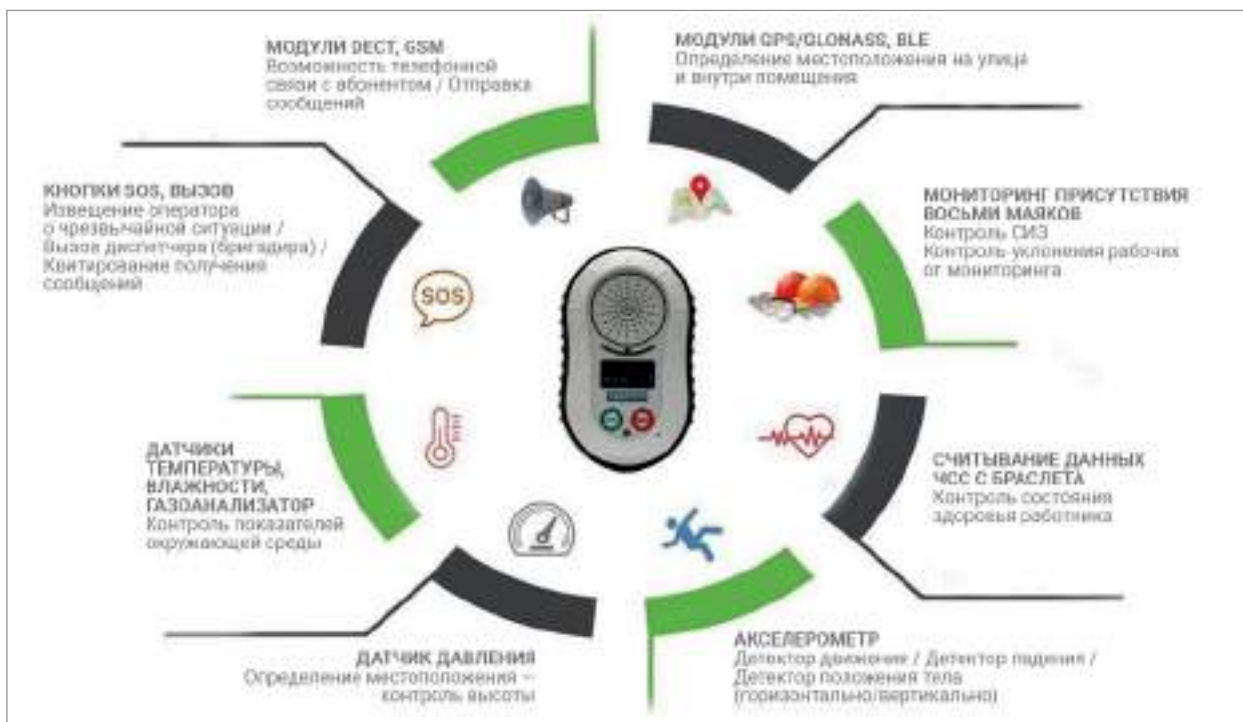 МОДУЛИ DECT, GSM
Возможность телефонной
связи с абонентом / Отправка
сообщений
МОДУЛИ GPS/GLONASS, BLE
Определение местоположения на улице
и внутри помещения
КНОПКИ SOS, ВЫЗОВ
Извещение оператора
о чрезвычайной ситуации /
Вызов диспетчера (бригадира) /
Квитирование получения
сообщений
SOS
МОНИТОРИНГ ПРИСУТСТВИЯ
ВОСЬМИ МАЯКОВ
Контроль СИЗ
Контроль уклонения рабочих
от мониторинга
ДАТЧИКИ
ТЕМПЕРАТУРЫ,
ВЛАЖНОСТИ,
ГАЗОАНАЛИЗАТОР
Контроль показателей
окружающей среды
СЧИТЫВАНИЕ ДАННЫХ
ЧСС С БРАСЛЕТА
Контроль состояния
здоровья работника
ДАТЧИК ДАВЛЕНИЯ
Определение местоположения –
контроль высоты
АКСЕЛЕРОМЕТР
Детектор движения / Детектор падения /
Детектор положения тела
(горизонтально/вертикально)